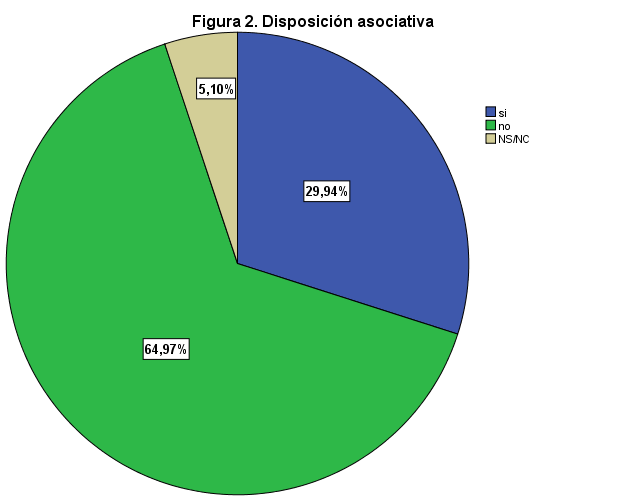 Figura 2. Disposición asociativa
si
no
NS/NC
5,10%
29,94%
64,97%